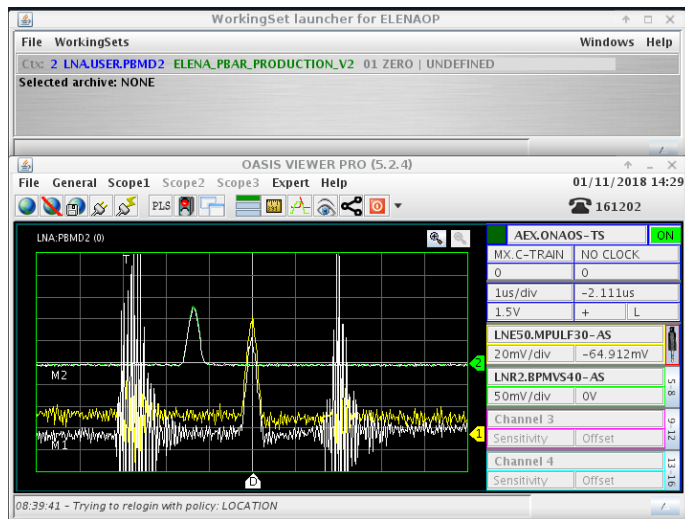 WorkingSet launcher for ELENAOP
File WorkingSets Windows Help
Ctx: 2 LNA.USER.PBMD2 ELENA_PBAR_PRODUCTION_V2 01 ZERO | UNDEFINED
Selected archive: NONE
OASIS VIEWER PRO (5.2.4)
File General Scope1 Scope2 Scope3 Expert Help 01/11/2018 14:29
PLS 161202
LNA:PBMD2 (0)
AEX.ONAOS-TS ON
MX.C-TRAIN NO CLOCK
0 0
1us/div -2.111us
1.5V + L
LNE50.MPULF30-AS
20mV/div -64.912mV
LNR2.BPMVS40-AS
50mV/div 0V
Channel 3
Sensitivity Offset
Channel 4
Sensitivity Offset
5-8
9-12
13-16
T
M2
2
M1
1
D
08:39:41 - Trying to relogin with policy: LOCATION